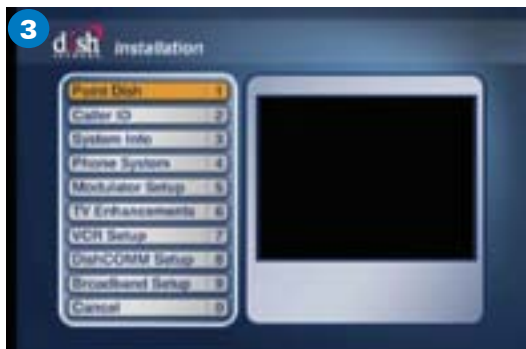 3
dish installation
NETWORK
Point Dish 1
Caller ID 2
System Info 3
Phone System 4
Modulator Setup 5
TV Enhancements 6
VCR Setup 7
DishCOMM Setup 8
Broadband Setup 9
Cancel 0